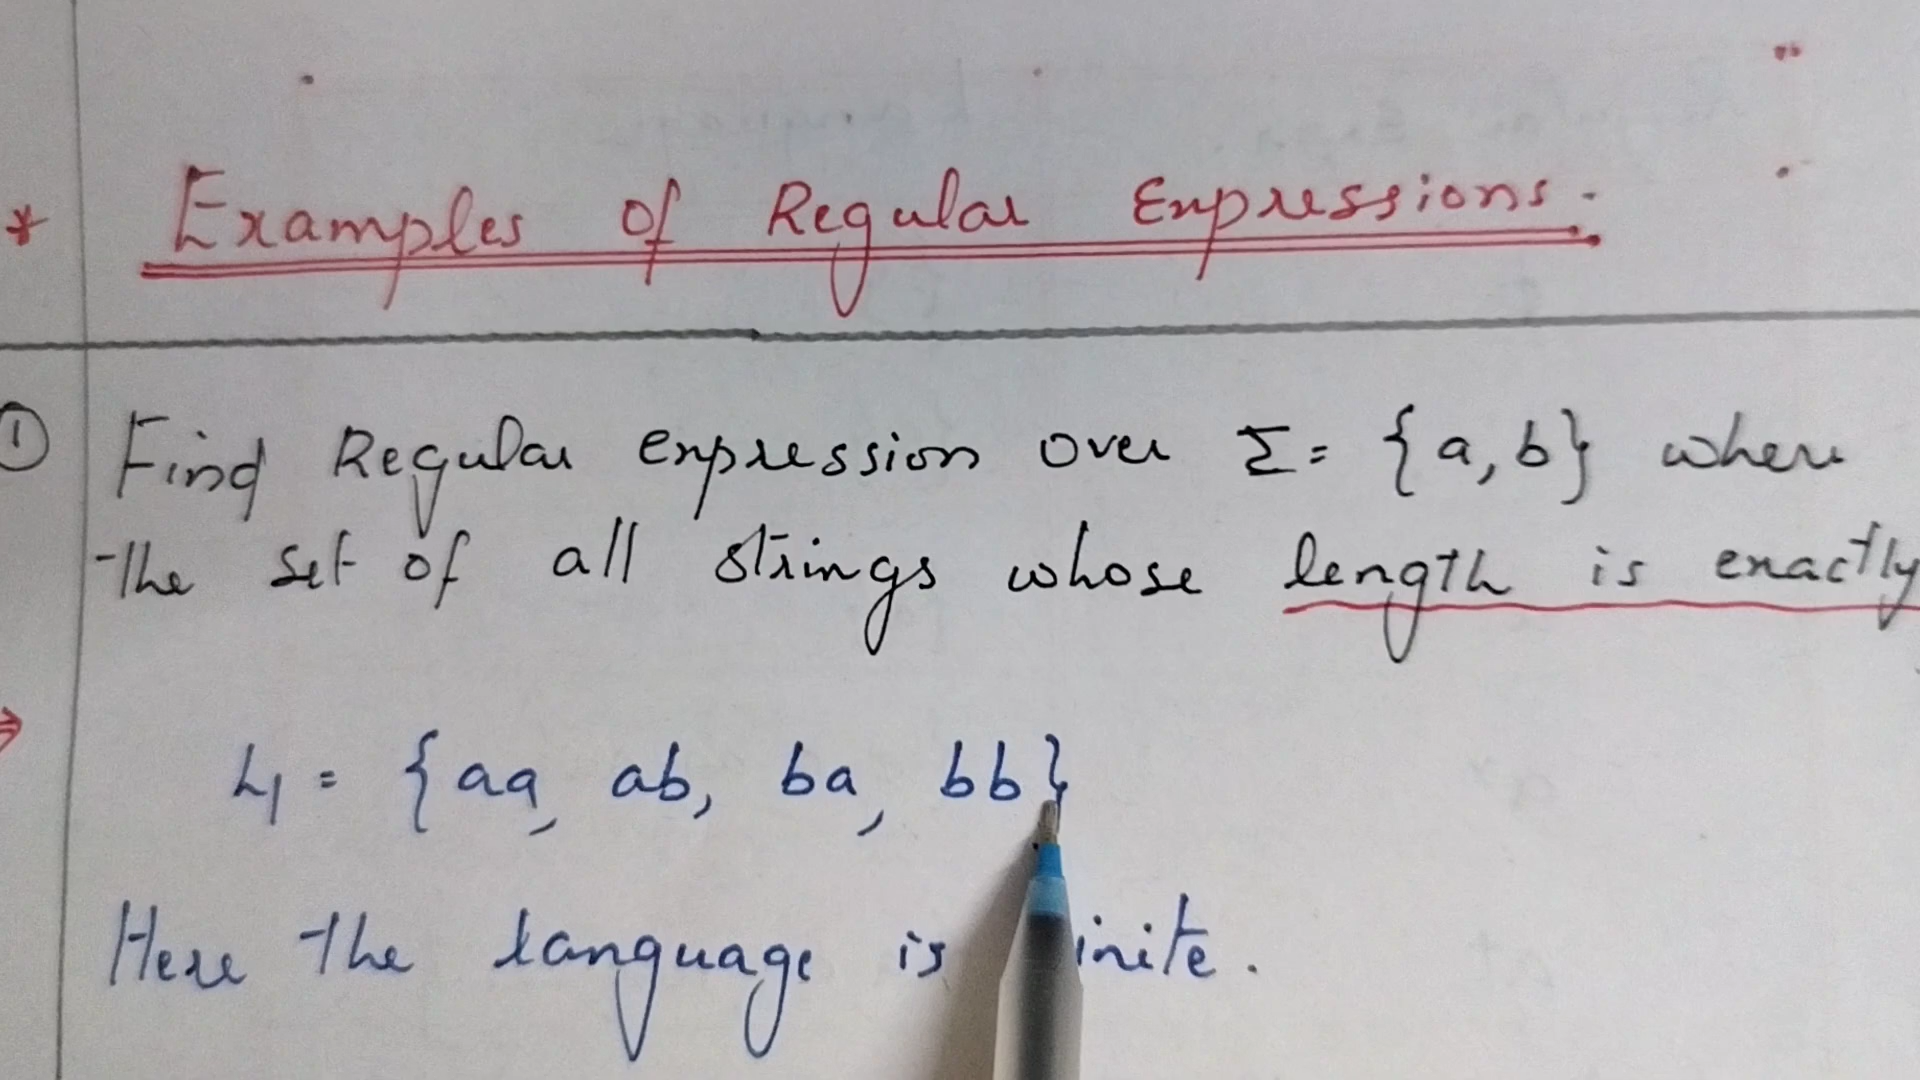 * Examples of Regular Expressions.
① Find Regular expression over Σ = {a, b} where
the set of all strings whose length is exactly
⇒ L1 = {aa, ab, ba, bb}
Here the language is inite.